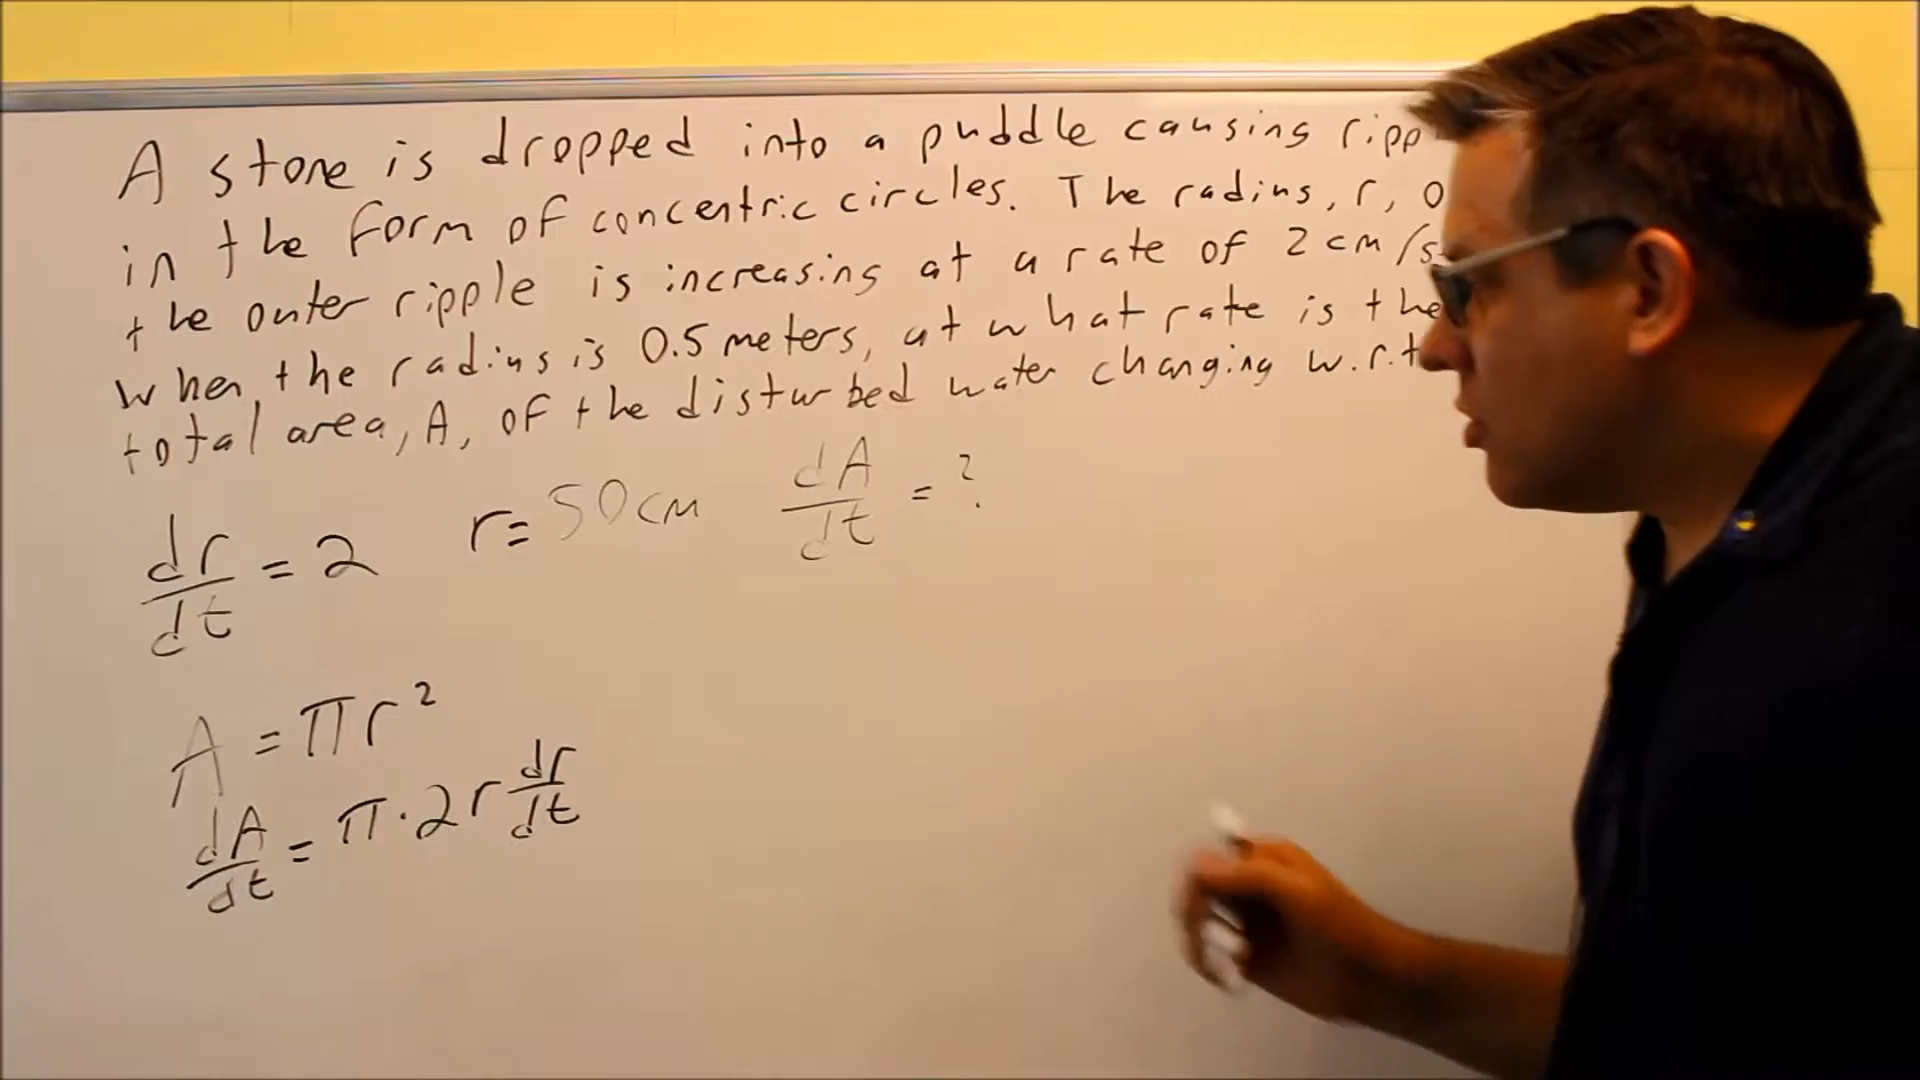 A stone is dropped into a puddle causing ripp
in the form of concentric circles. The radius, r, o
the outer ripple is increasing at a rate of 2 cm/s
When the radius is 0.5 meters, at what rate is the
total area, A, of the disturbed water changing w.r.t
dr/dt = 2 r = 50cm dA/dt = ?
A = πr²
dA/dt = π · 2r dr/dt